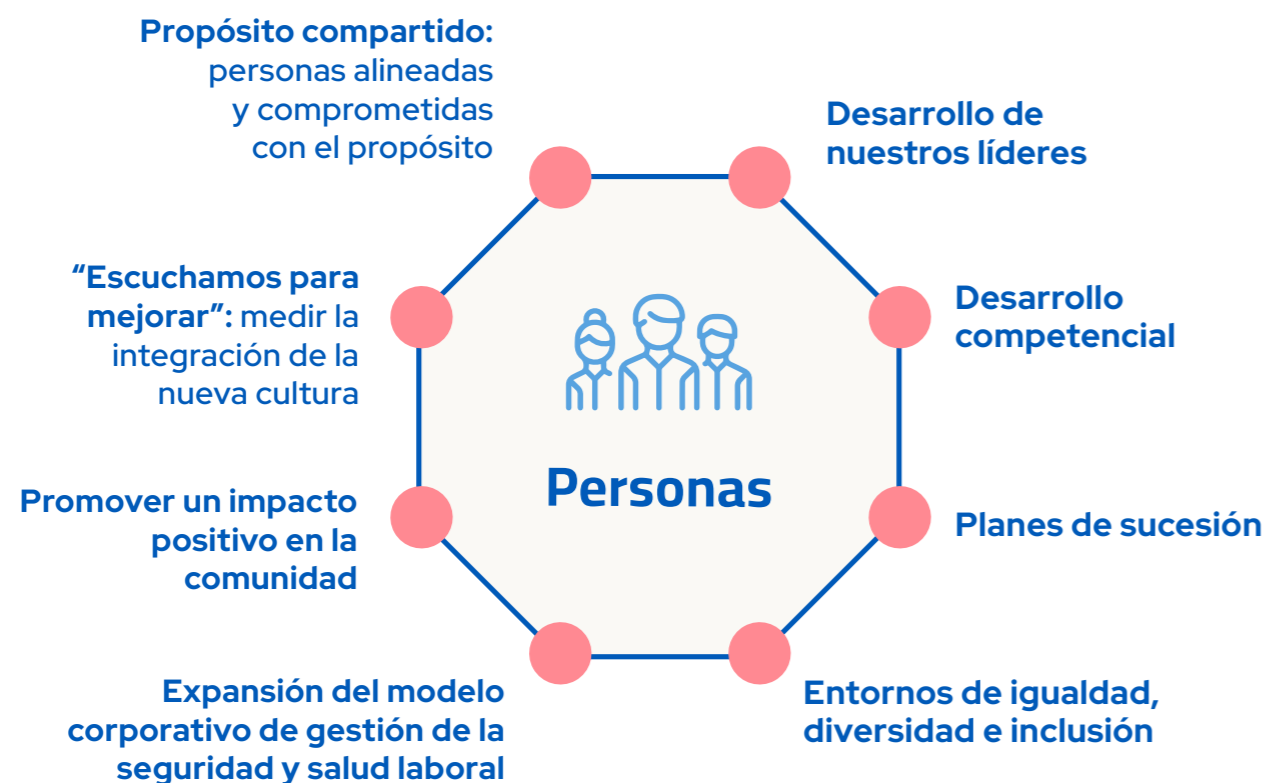 Propósito compartido:
personas alineadas
y comprometidas
con el propósito
Desarrollo de
nuestros líderes
“Escuchamos para
mejorar”: medir la
integración de la
nueva cultura
Desarrollo
competencial
Personas
Promover un impacto
positivo en la
comunidad
Planes de sucesión
Expansión del modelo
corporativo de gestión de la
seguridad y salud laboral
Entornos de igualdad,
diversidad e inclusión